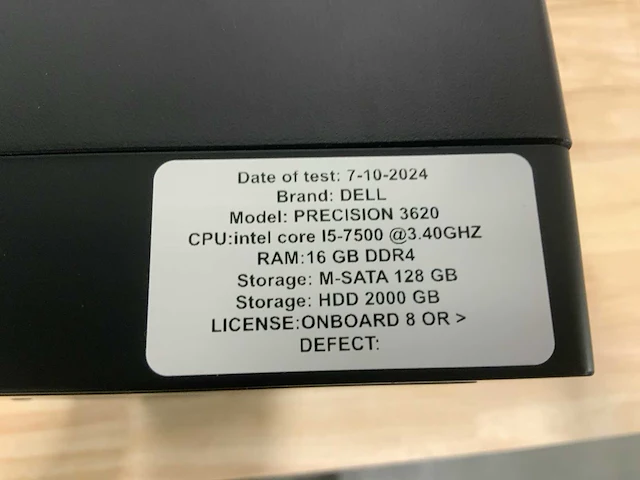 Date of test: 7-10-2024
Brand: DELL
Model: PRECISION 3620
CPU:intel core I5-7500 @3.40GHZ
RAM:16 GB DDR4
Storage: M-SATA 128 GB
Storage: HDD 2000 GB
LICENSE:ONBOARD 8 OR >
DEFECT: